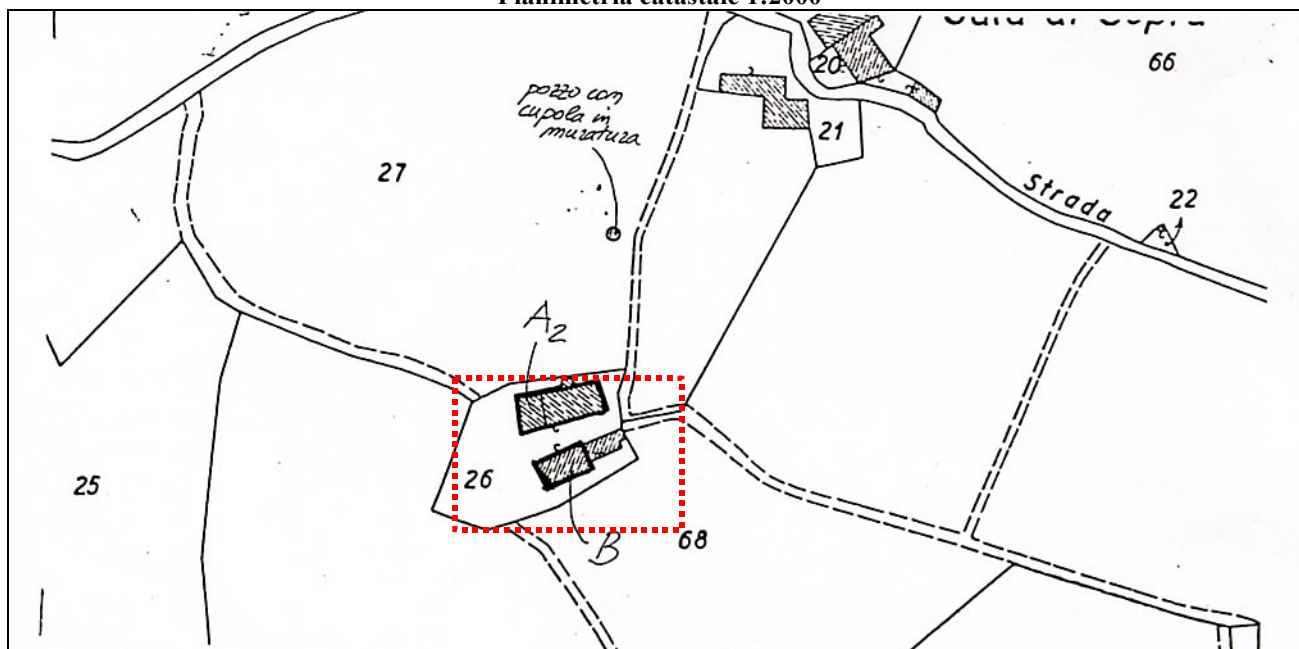 Planimetria catastale 1:2000
66
20
pozzo con
cupola in
muratura
21
27
Strada
22
A2
25
26
B
68